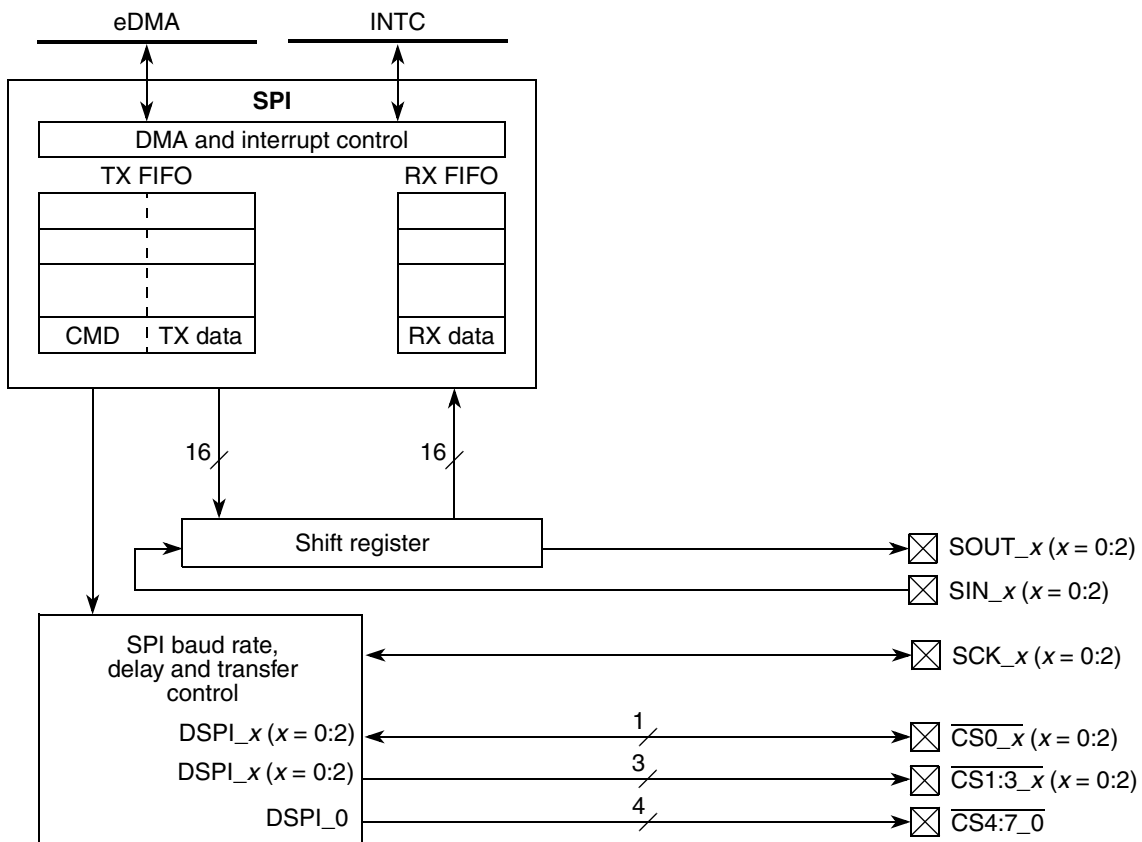 eDMA
INTC
SPI
DMA and interrupt control
TX FIFO
RX FIFO
CMD
TX data
RX data
16
16
Shift register
SOUT_x (x = 0:2)
SIN_x (x = 0:2)
SPI baud rate,
delay and transfer
control
SCK_x (x = 0:2)
DSPI_x (x = 0:2)
1
CS0_x (x = 0:2)
DSPI_x (x = 0:2)
3
CS1:3_x (x = 0:2)
DSPI_0
4
CS4:7_0